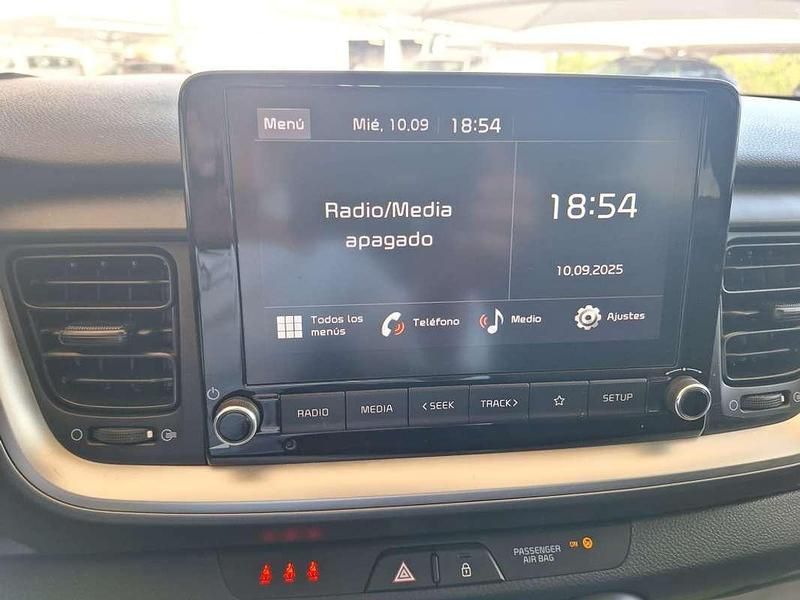 Menú Mié, 10.09 18:54
Radio/Media
apagado
18:54
10.09.2025
Todos los
menús
Teléfono
Medio
Ajustes
RADIO MEDIA <SEEK TRACK> SETUP
PASSENGER
AIR BAG
ON